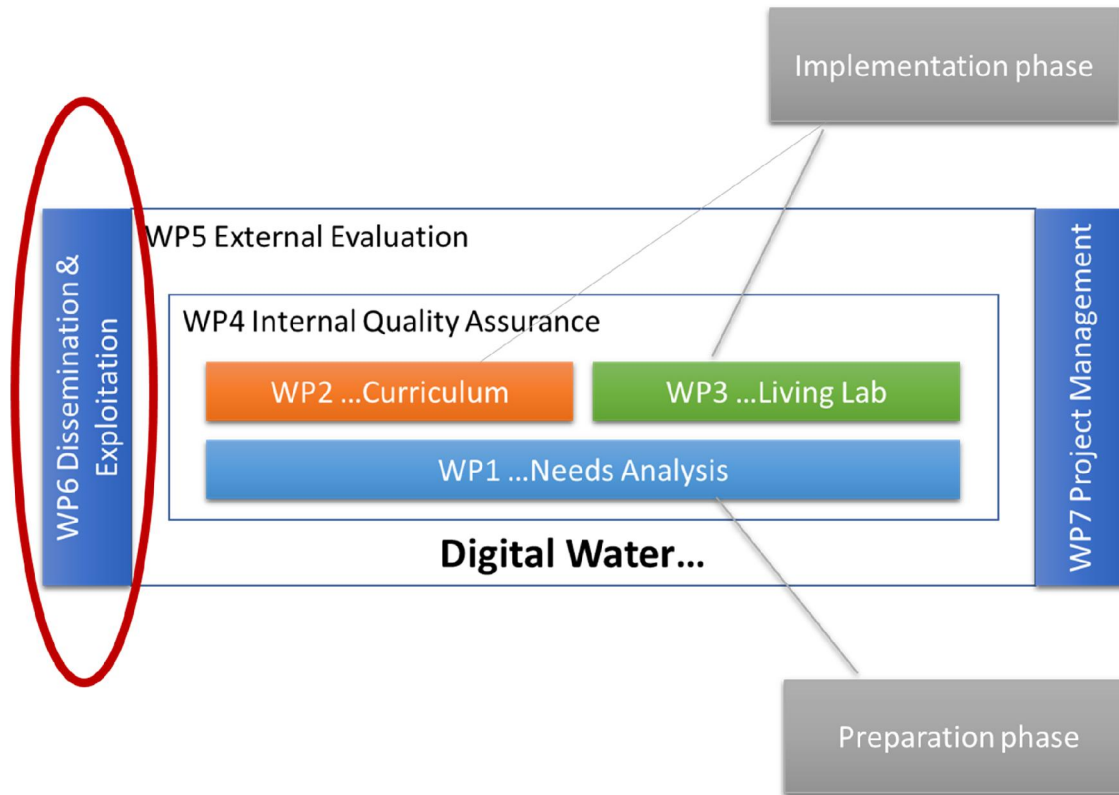 Implementation phase
WP6 Dissemination &
Exploitation
WP5 External Evaluation
WP4 Internal Quality Assurance
WP2 ...Curriculum
WP3 ...Living Lab
WP1 ...Needs Analysis
Digital Water...
WP7 Project Management
Preparation phase